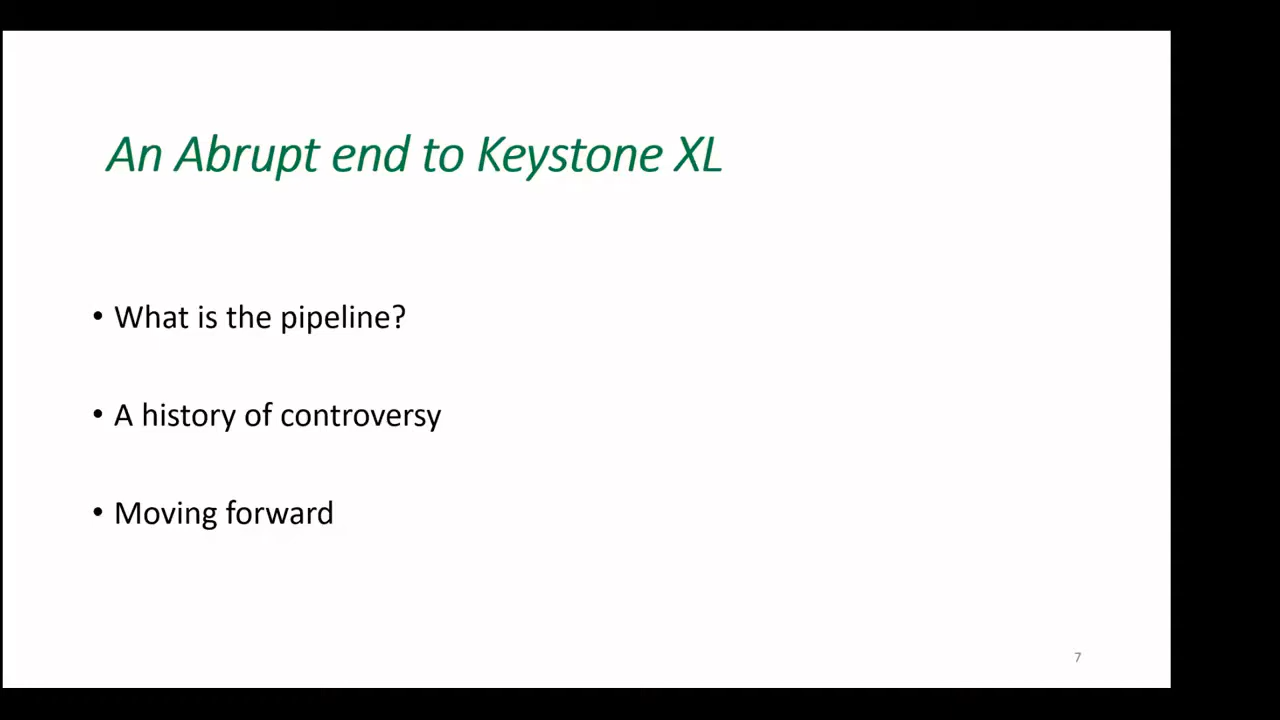 An Abrupt end to Keystone XL
• What is the pipeline?
• A history of controversy
• Moving forward
7